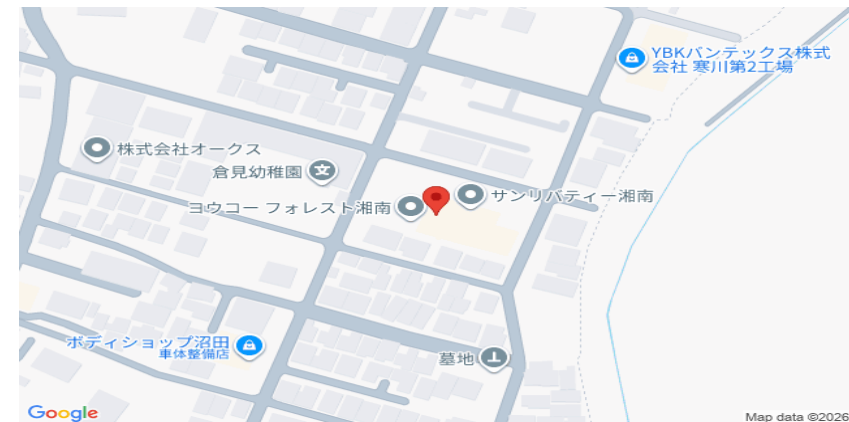 YBKバンテックス株式
会社 寒川第2工場
株式会社オークス
倉見幼稚園
文
サンリバティー湘南
ヨウコー フォレスト湘南
ボディショップ沼田
車体整備店
墓地
Google
Map data ©2026